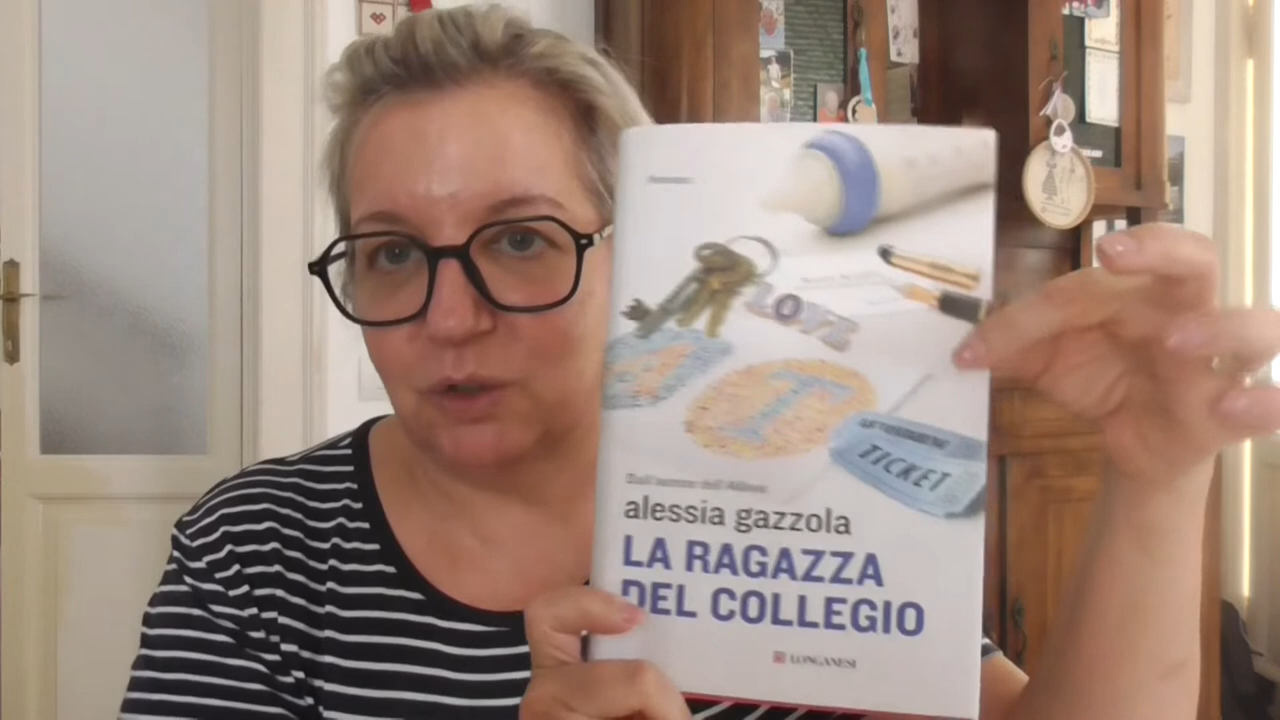 LOVE
A T
TICKET
alessia gazzola
LA RAGAZZA
DEL COLLEGIO
LONGANESI